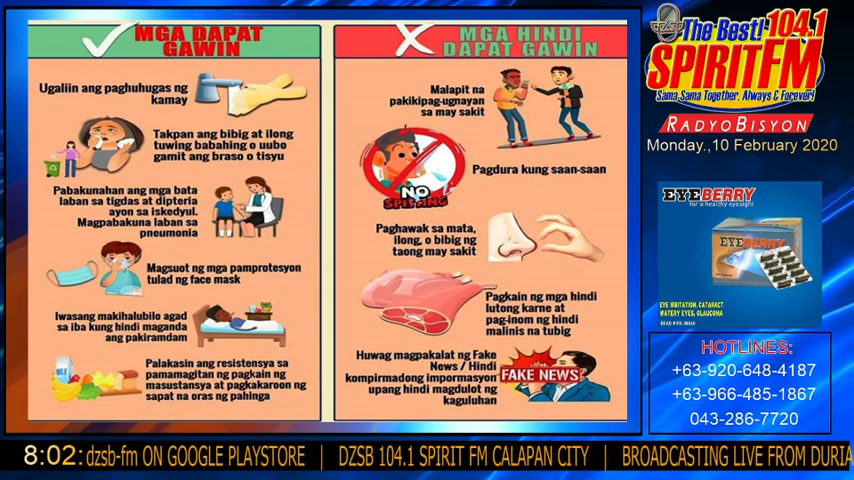 MGA DAPAT
GAWIN
Ugaliin ang paghuhugas ng
kamay
Takpan ang bibig at ilong
tuwing babahing o uubo
gamit ang braso o tisyu
Pabakunahan ang mga bata
laban sa tigdas at dipteria
ayon sa iskedyul.
Magpabakuna laban sa
pneumonia
Magsuot ng mga pamprotesyon
tulad ng face mask
Iwasang makihalubilo agad
sa iba kung hindi maganda
ang pakiramdam
MILK
Palakasin ang resistensya sa
pamamagitan ng pagkain ng
masustansya at pagkakaroon ng
sapat na oras ng pahinga
MGA HINDI
DAPAT GAWIN
Malapit na
pakikipag-ugnayan
sa may sakit
NO
SPITTING
Pagdura kung saan-saan
Paghawak sa mata,
ilong, o bibig ng
taong may sakit
Pagkain ng mga hindi
lutong karne at
pag-inom ng hindi
malinis na tubig
Huwag magpakalat ng Fake
News / Hindi
kompirmadong impormasyon
upang hindi magdulot ng
kaguluhan
FAKE NEWS
The Best! 104.1
SPIRIT FM
Sama,Sama Together, Always & Forever!
RADYOBISYON
Monday.,10 February 2020
EYEBERRY
for a healthy eyesight
EYEBERRY
EYE IRRITATION, CATARACT
WATERY EYES, GLAUCOMA
HOTLINES:
+63-920-648-4187
+63-966-485-1867
043-286-7720
8:02: dzsb-fm ON GOOGLE PLAYSTORE | DZSB 104.1 SPIRIT FM CALAPAN CITY | BROADCASTING LIVE FROM DURIA